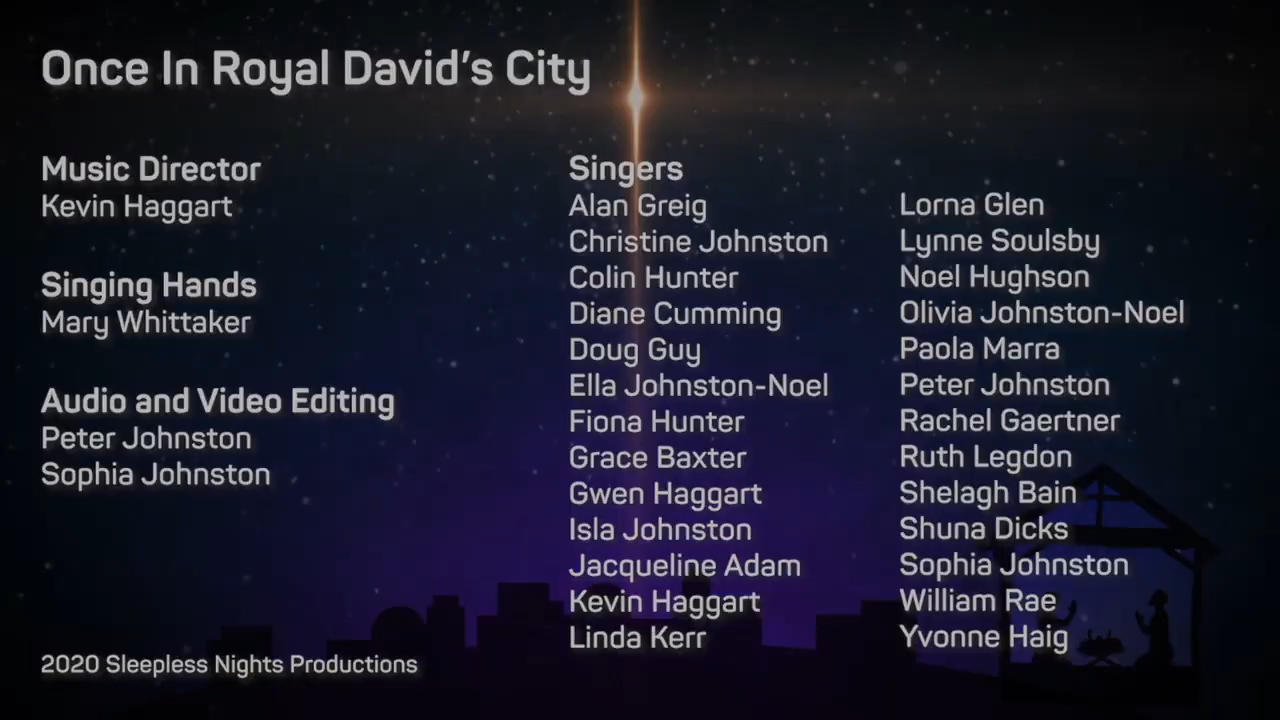 Once In Royal David's City
Music Director
Kevin Haggart
Singing Hands
Mary Whittaker
Audio and Video Editing
Peter Johnston
Sophia Johnston
2020 Sleepless Nights Productions
Singers
Alan Greig
Christine Johnston
Colin Hunter
Diane Cumming
Doug Guy
Ella Johnston-Noel
Fiona Hunter
Grace Baxter
Gwen Haggart
Isla Johnston
Jacqueline Adam
Kevin Haggart
Linda Kerr
Lorna Glen
Lynne Soulsby
Noel Hughson
Olivia Johnston-Noel
Paola Marra
Peter Johnston
Rachel Gaertner
Ruth Legdon
Shelagh Bain
Shuna Dicks
Sophia Johnston
William Rae
Yvonne Haig